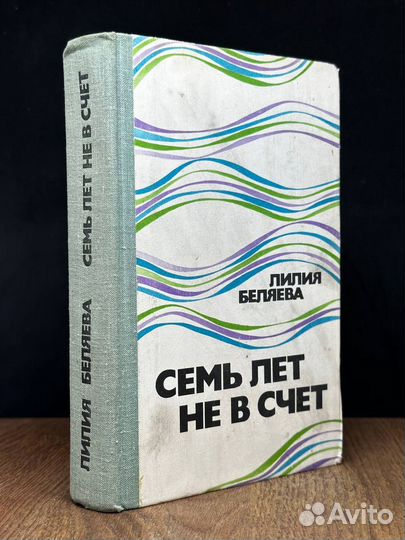 ЛИЛИЯ БЕЛЯЕВА СЕМЬ ЛЕТ НЕ В СЧЕТ
ЛИЛИЯ
БЕЛЯЕВА
СЕМЬ ЛЕТ
НЕ В СЧЕТ
Avito